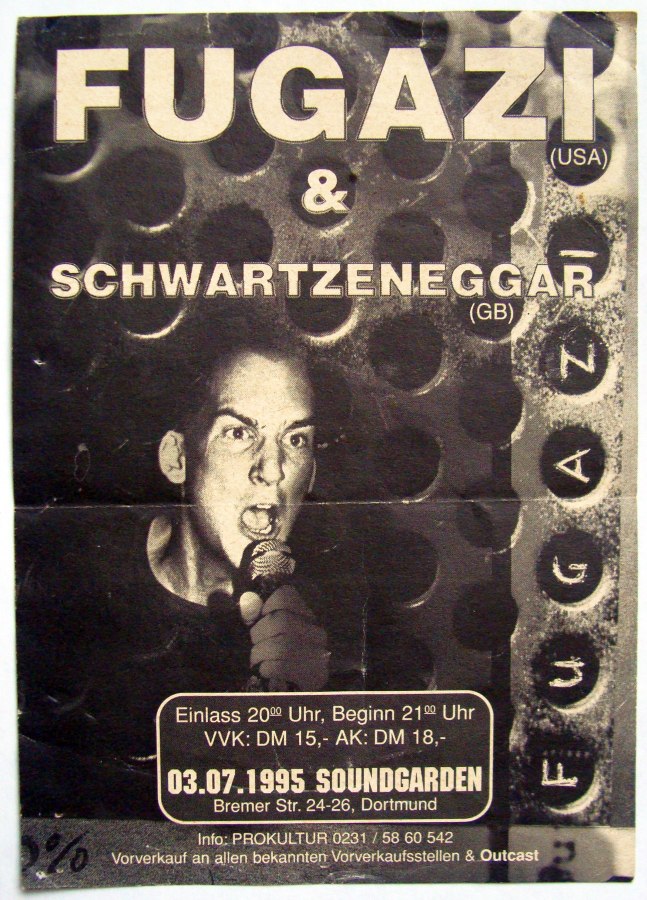 FUGAZI
(USA)
&
SCHWARTZENEGGAR
(GB)
FUGAZI
Einlass 20⁰⁰ Uhr, Beginn 21⁰⁰ Uhr
VVK: DM 15,- AK: DM 18,-
03.07.1995 SOUNDGARDEN
Bremer Str. 24-26, Dortmund
Info: PROKULTUR 0231 / 58 60 542
Vorverkauf an allen bekannten Vorverkaufsstellen & Outcast